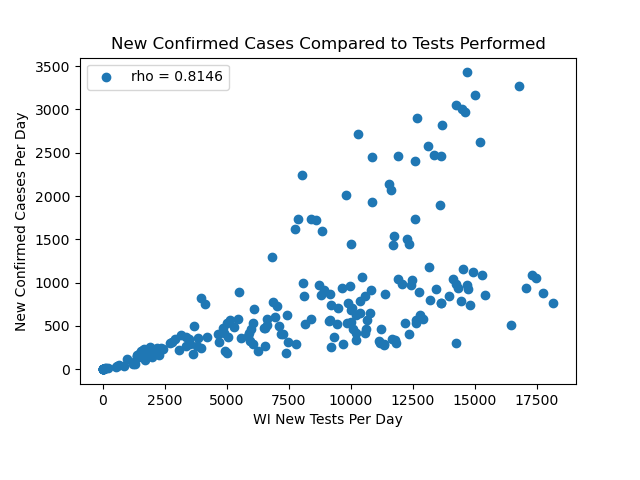 New Confirmed Cases Compared to Tests Performed
rho = 0.8146
New Confirmed Caeses Per Day
3500
3000
2500
2000
1500
1000
500
0
0 2500 5000 7500 10000 12500 15000 17500
WI New Tests Per Day